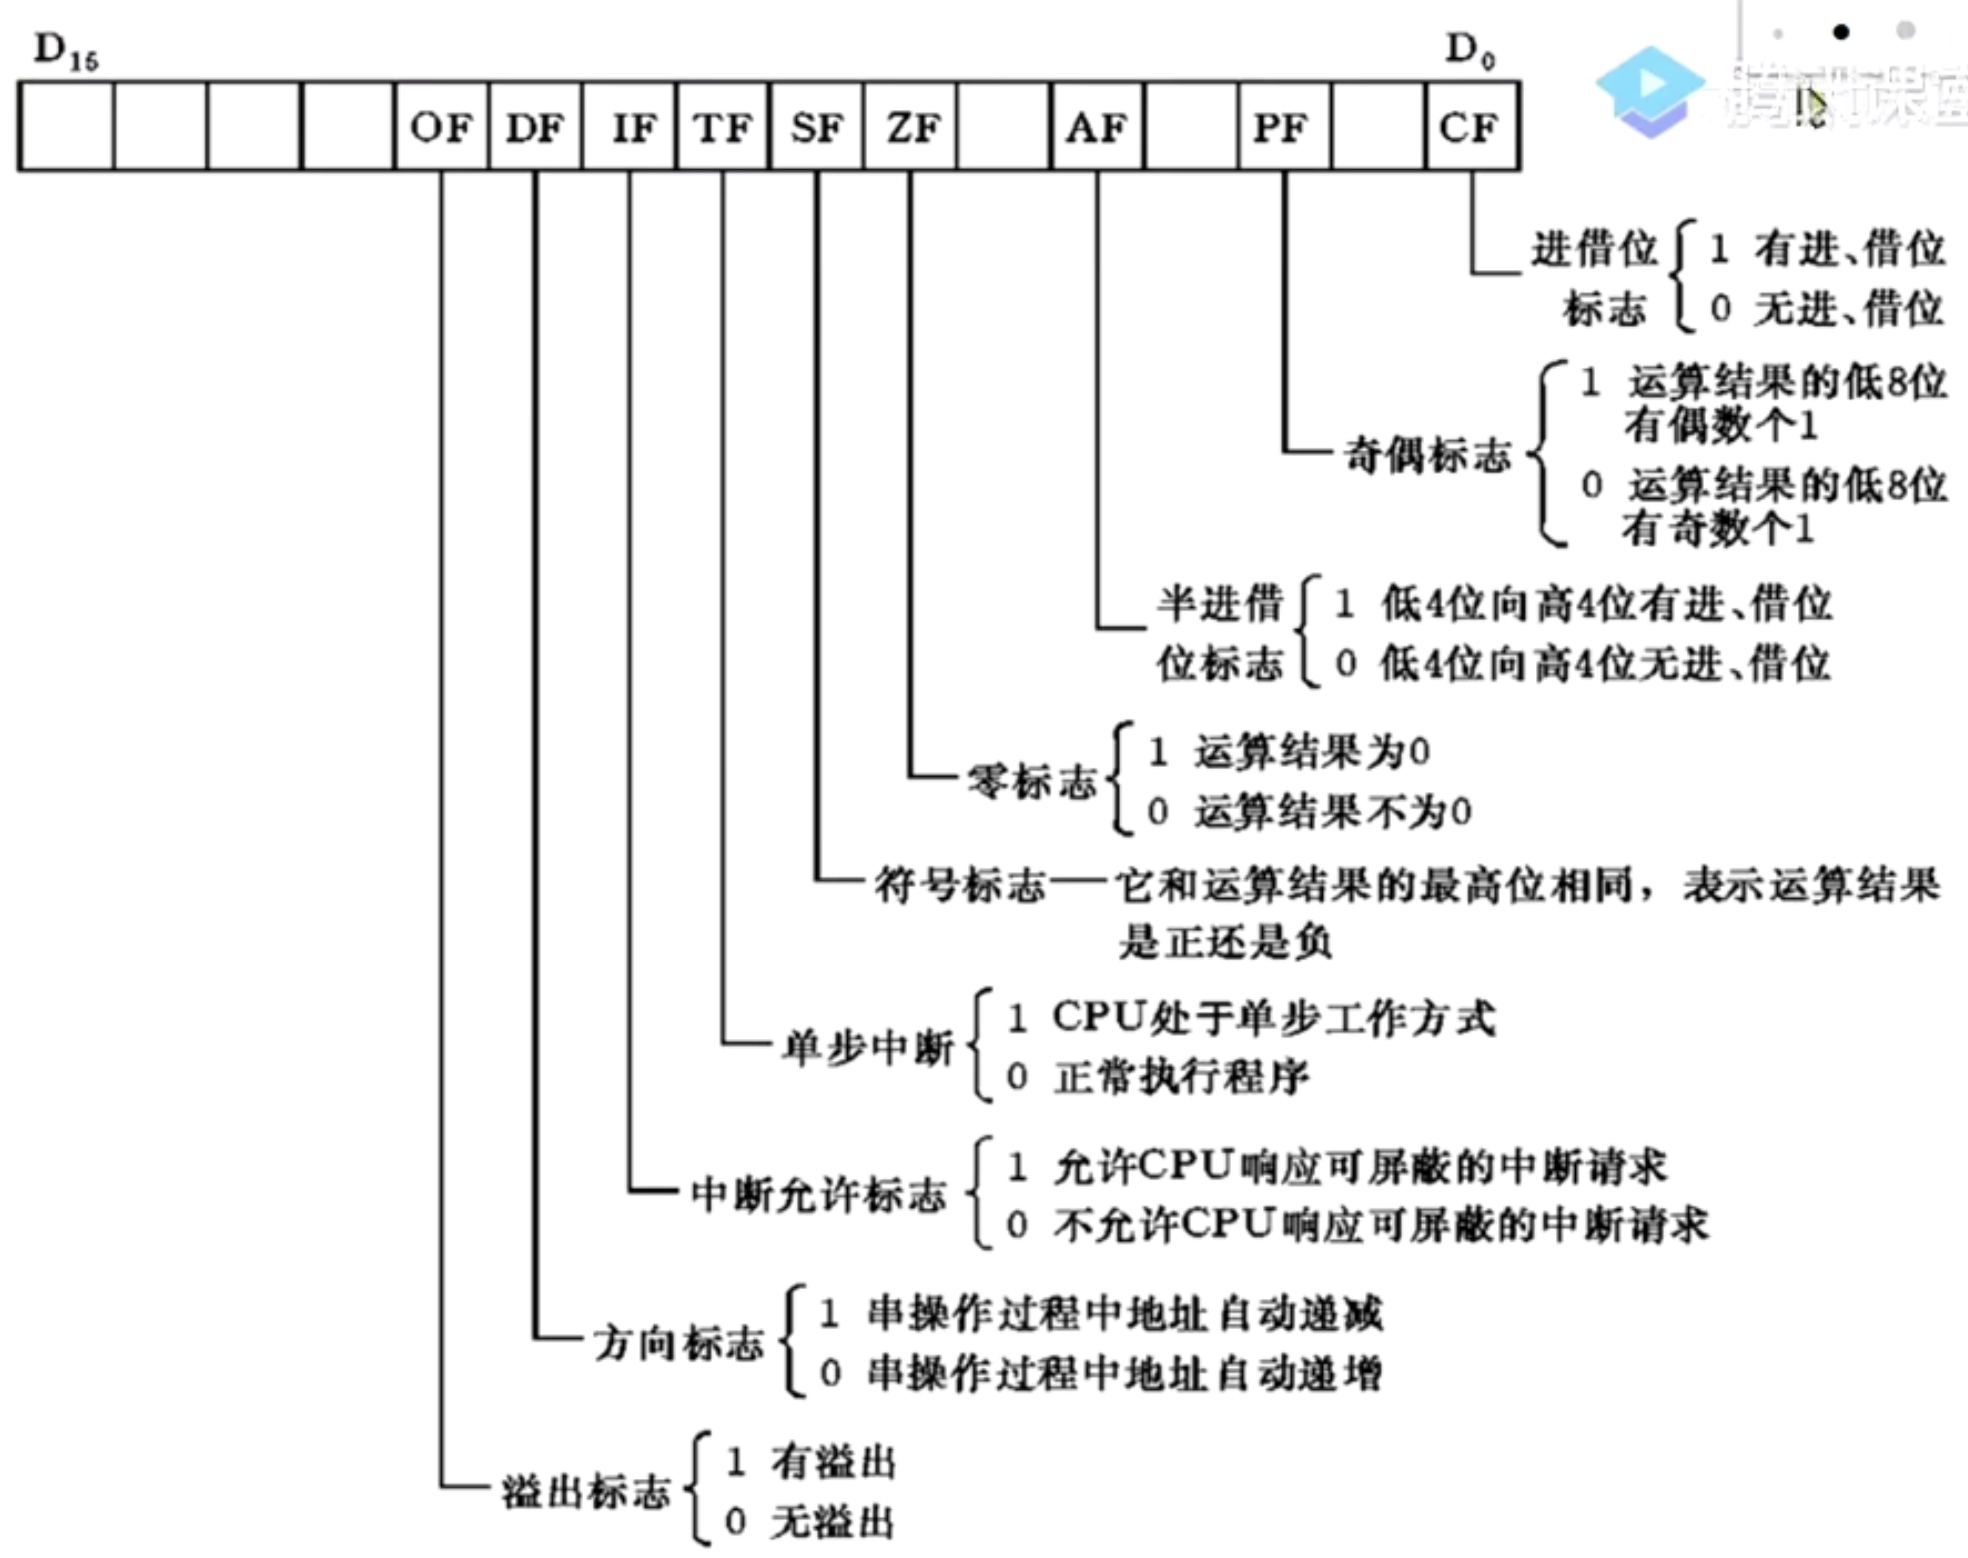 D15 D0
OF DF IF TF SF ZF AF PF CF
进借位 1 有进、借位
标志 0 无进、借位
1 运算结果的低8位
有偶数个1
奇偶标志
0 运算结果的低8位
有奇数个1
半进借 1 低4位向高4位有进、借位
位标志 0 低4位向高4位无进、借位
1 运算结果为0
零标志
0 运算结果不为0
符号标志——它和运算结果的最高位相同，表示运算结果
是正还是负
1 CPU处于单步工作方式
单步中断
0 正常执行程序
1 允许CPU响应可屏蔽的中断请求
中断允许标志
0 不允许CPU响应可屏蔽的中断请求
1 串操作过程中地址自动递减
方向标志
0 串操作过程中地址自动递增
1 有溢出
溢出标志
0 无溢出